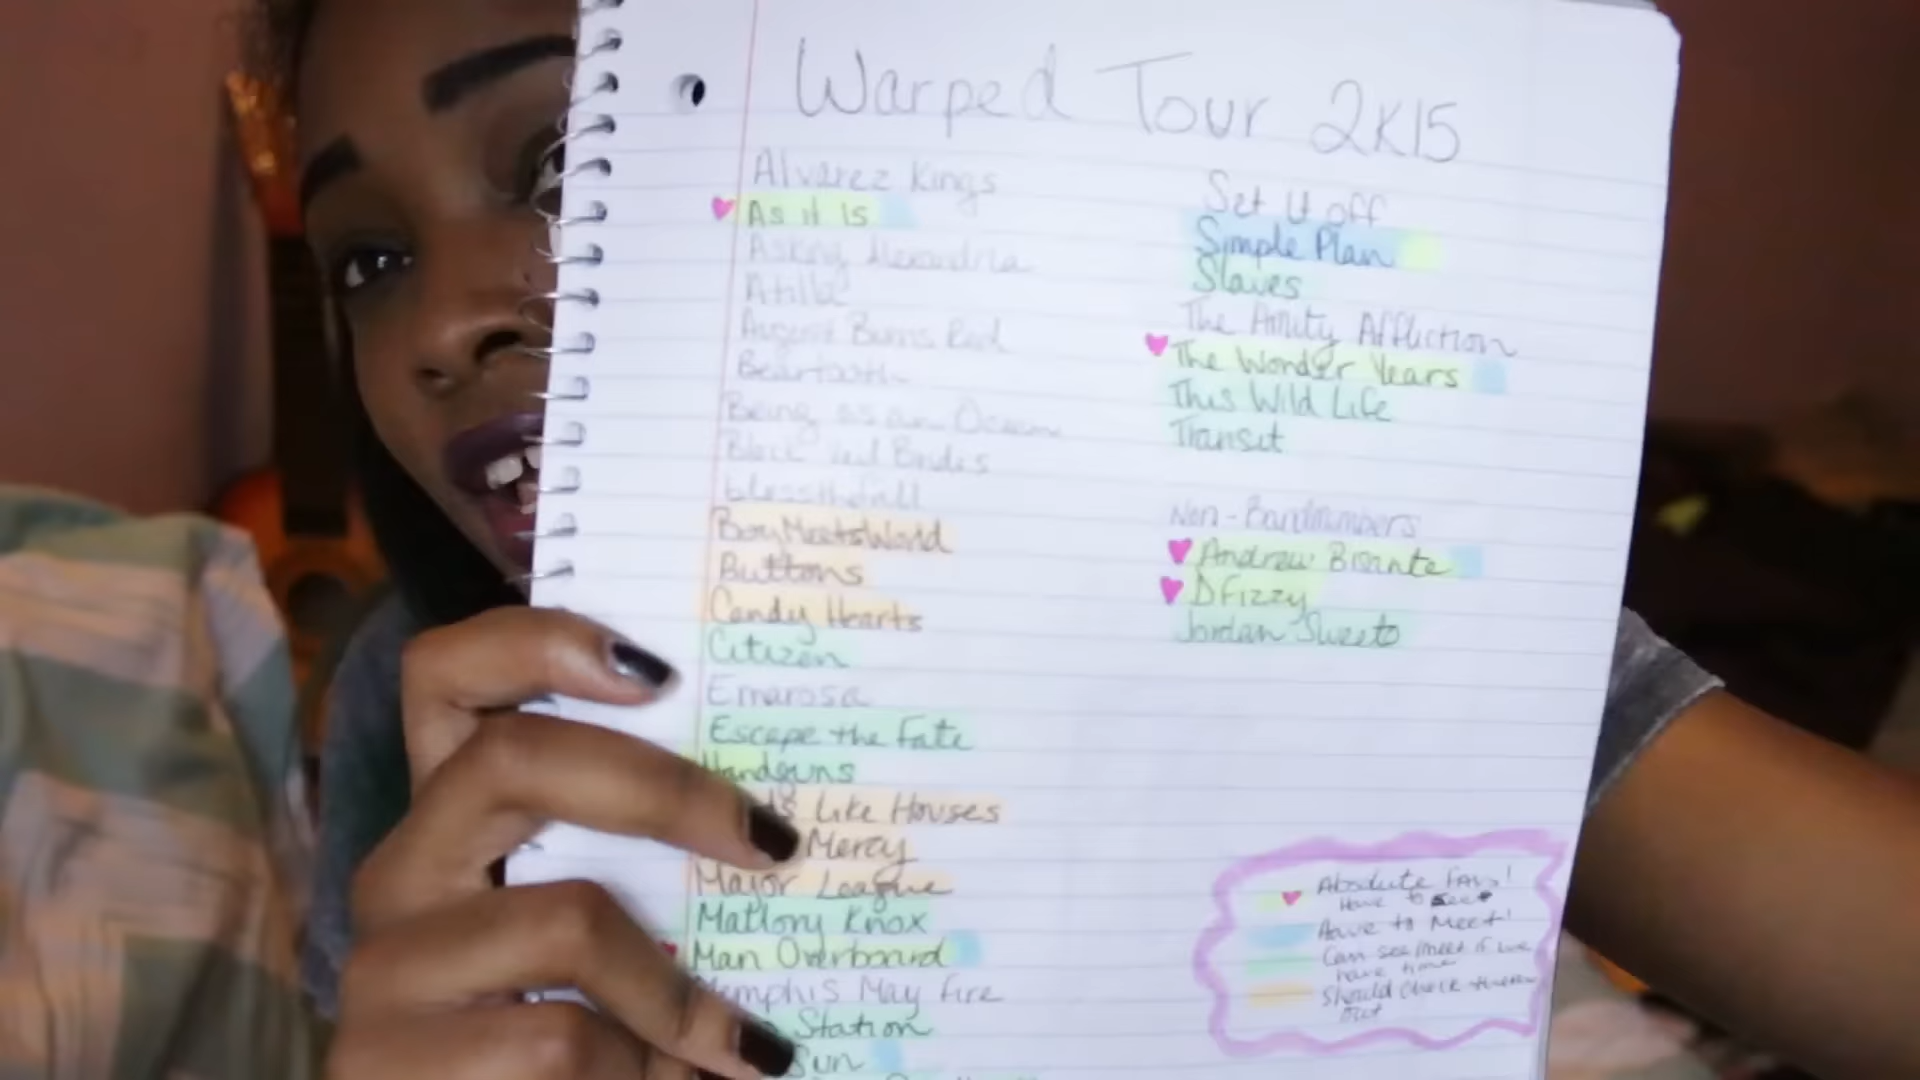 Warped Tour 2K15
Alvarez Kings
As it Is
Asking Alexandria
Atilla
August Burns Red
Beartooth
Being as an Ocean
Black Veil Brides
blessthefall
BoyMeetsWorld
Buttons
Candy Hearts
Citizen
Emarosa
Escape the Fate
Handguns
Like Houses
Mercy
Major League
Mallory Knox
Man Overboard
Memphis May Fire
Station
Sun
Set It off
Simple Plan
Slaves
The Amity Affliction
The Wonder Years
This Wild Life
Transit
Non-Bandmembers
Andrew Bisante
DFizzy
Jordan Sweeto
Absolute Favs!
Have to see
Have to Meet!
Can see/meet if we
have time
Should check them
out